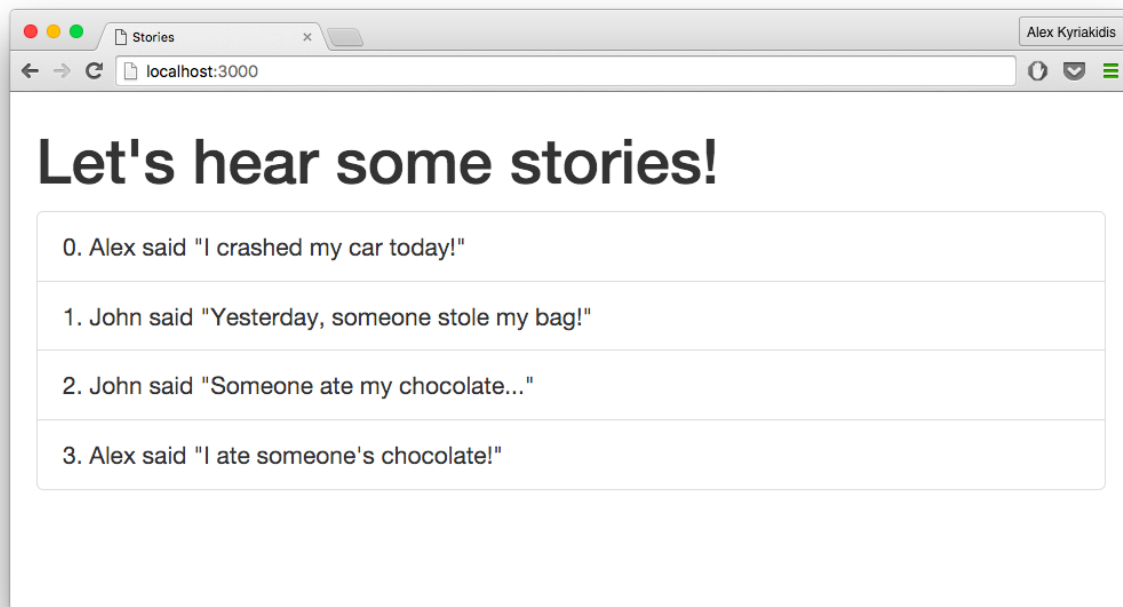 Stories
Alex Kyriakidis
localhost:3000
Let's hear some stories!
0. Alex said "I crashed my car today!"
1. John said "Yesterday, someone stole my bag!"
2. John said "Someone ate my chocolate..."
3. Alex said "I ate someone's chocolate!"